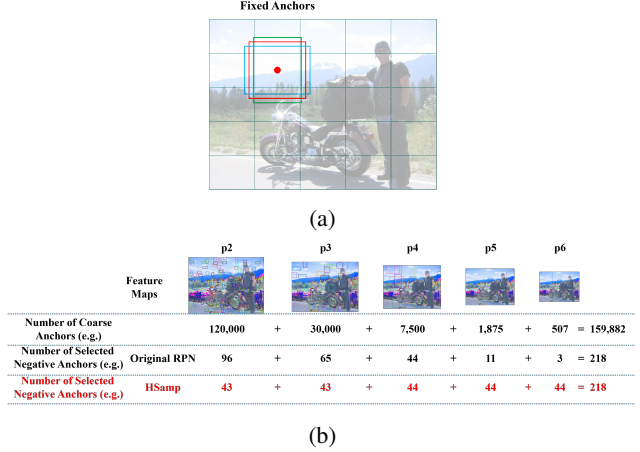 Fixed Anchors
(a)
p2 p3 p4 p5 p6
Feature
Maps
Number of Coarse
Anchors (e.g.) 120,000 + 30,000 + 7,500 + 1,875 + 507 = 159,882
Number of Selected
Negative Anchors (e.g.) Original RPN 96 + 65 + 44 + 11 + 3 = 218
Number of Selected
Negative Anchors (e.g.) HSamp 43 + 43 + 44 + 44 + 44 = 218
(b)